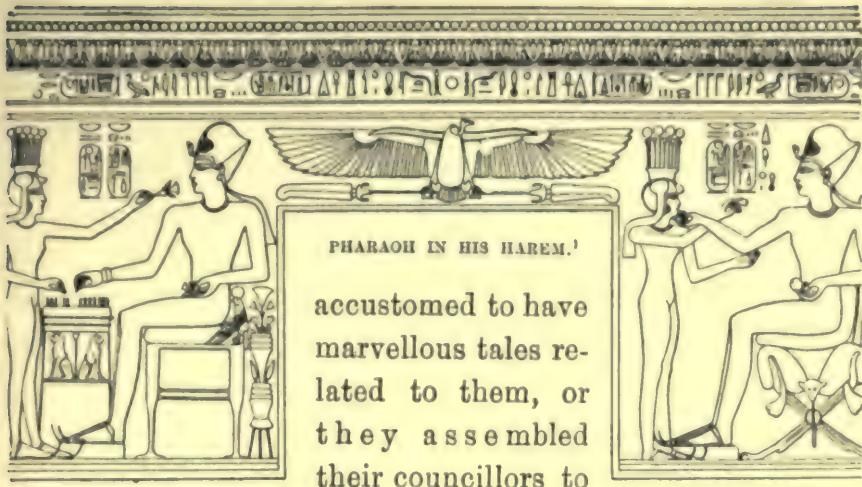 PHARAOH IN HIS HAREM.¹
accustomed to have
marvellous tales re-
lated to them, or
they assembled
their councillors to